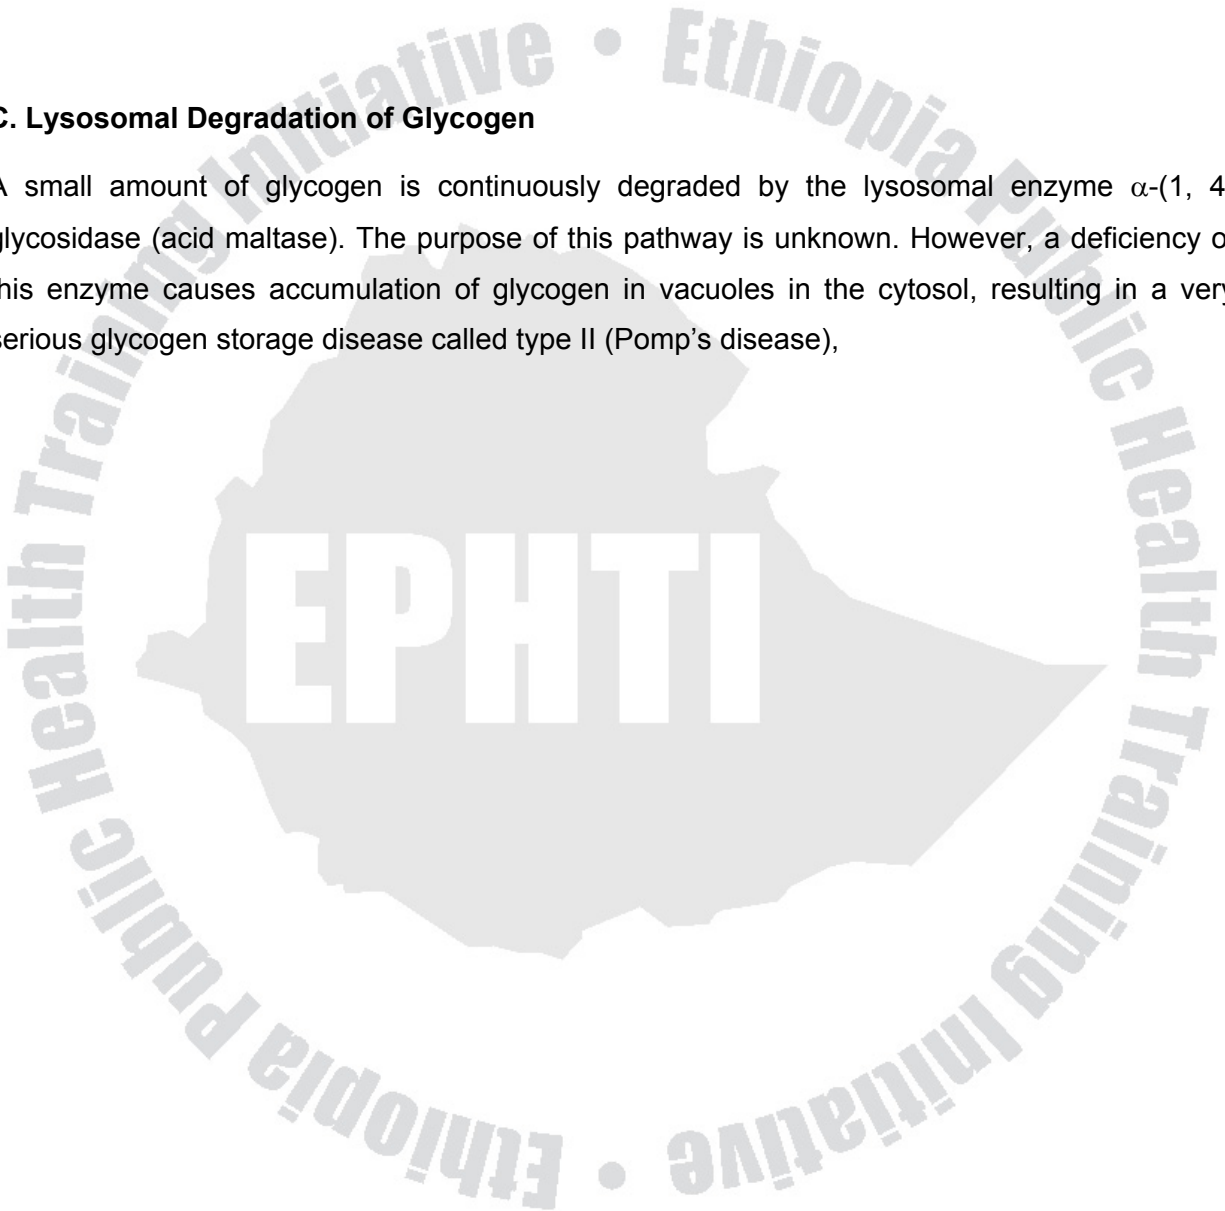 Ethiopia Public Health Training Initiative • Ethiopia Public Health Training Initiative •
C. Lysosomal Degradation of Glycogen
A small amount of glycogen is continuously degraded by the lysosomal enzyme α-(1, 4
glycosidase (acid maltase). The purpose of this pathway is unknown. However, a deficiency o
this enzyme causes accumulation of glycogen in vacuoles in the cytosol, resulting in a very
serious glycogen storage disease called type II (Pomp’s disease),
EPHTI